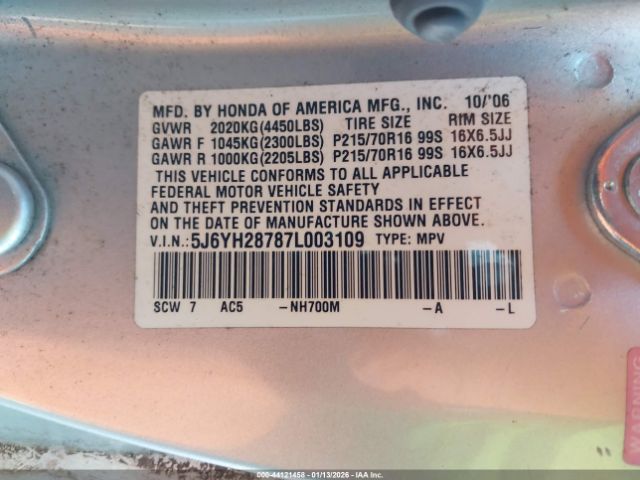 MFD. BY HONDA OF AMERICA MFG., INC. 10/'06
GVWR 2020KG(4450LBS) TIRE SIZE RIM SIZE
GAWR F 1045KG(2300LBS) P215/70R16 99S 16X6.5JJ
GAWR R 1000KG(2205LBS) P215/70R16 99S 16X6.5JJ
THIS VEHICLE CONFORMS TO ALL APPLICABLE
FEDERAL MOTOR VEHICLE SAFETY
AND THEFT PREVENTION STANDARDS IN EFFECT
ON THE DATE OF MANUFACTURE SHOWN ABOVE.
V.I.N.: 5J6YH28787L003109 TYPE: MPV
SCW 7 AC5 -NH700M -A -L
WARNING
000-44121458 - 01/13/2026 - IAA Inc.